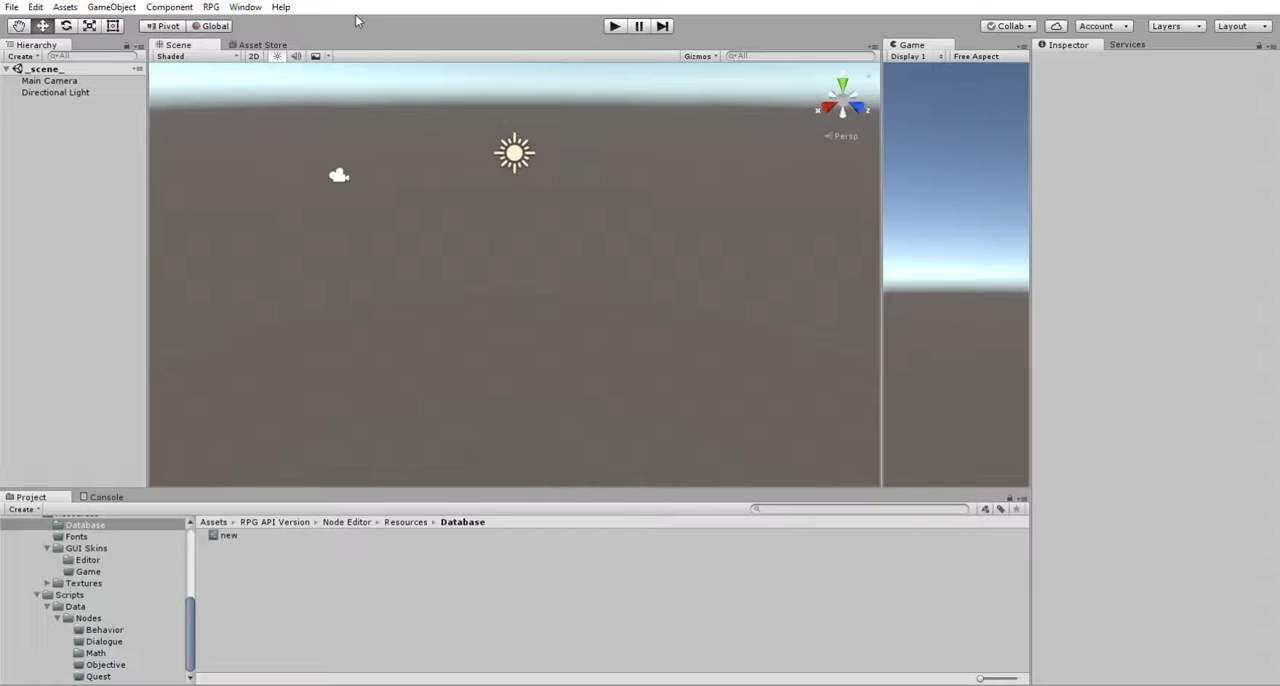 File Edit Assets GameObject Component RPG Window Help
Pivot Global Collab Account Layers Layout
Hierarchy Scene Asset Store Game Inspector Services
Create All Shaded 2D Gizmos All Display 1 Free Aspect
_scene_
Main Camera
Directional Light
x z
Persp
Project Console
Create
Assets RPG API Version Node Editor Resources Database
Database
new
Fonts
GUI Skins
Editor
Game
Textures
Scripts
Data
Nodes
Behavior
Dialogue
Math
Objective
Quest